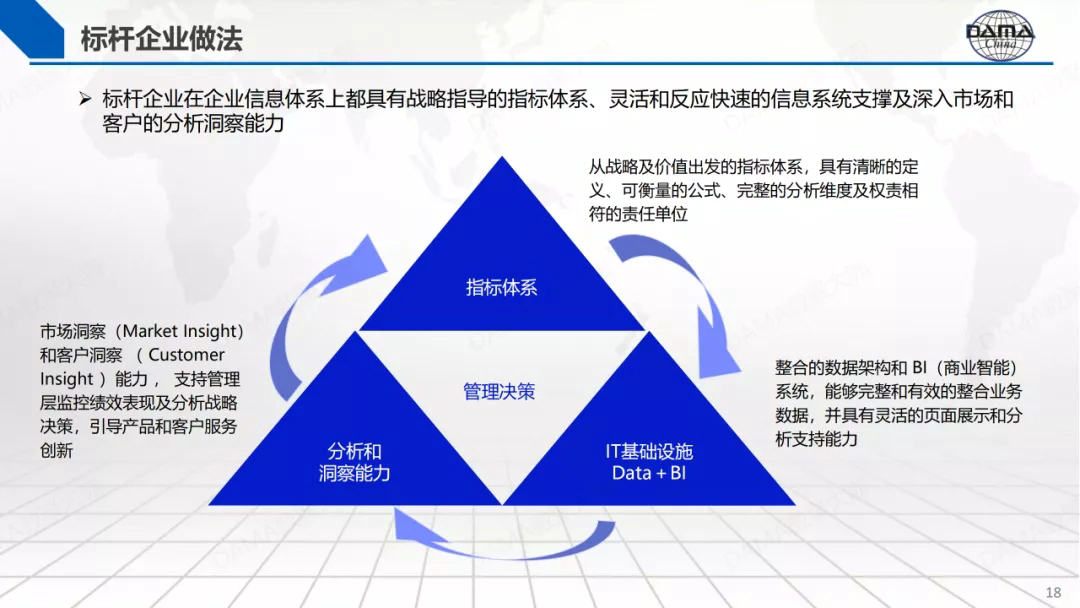 标杆企业做法
DAMA
China
➢ 标杆企业在企业信息体系上都具有战略指导的指标体系、灵活和反应快速的信息系统支撑及深入市场和
客户的分析洞察能力
从战略及价值出发的指标体系，具有清晰的定
义、可衡量的公式、完整的分析维度及权责相
符的责任单位
指标体系
市场洞察（Market Insight）
和客户洞察 （ Customer
Insight ）能力 ， 支持管理
层监控绩效表现及分析战略
决策，引导产品和客户服务
创新
管理决策
整合的数据架构和 BI（商业智能）
系统，能够完整和有效的整合业务
数据，并具有灵活的页面展示和分
析支持能力
分析和
洞察能力
IT基础设施
Data + BI
18